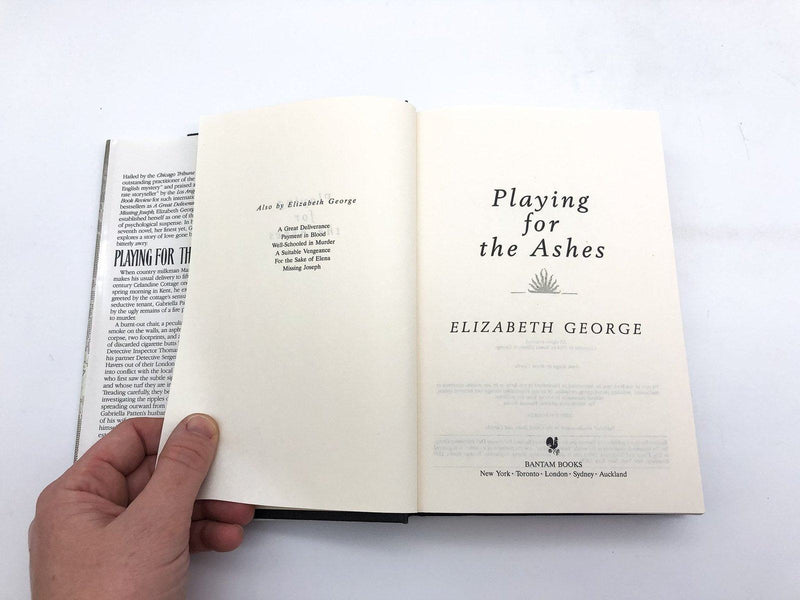 Hailed by the Chicago Tribune
outstanding practitioner of the
English mystery" and praised a
rate storyteller" by the Los Ang
Book Review for such internat
bestsellers as A Great Deliveran
Missing Joseph, Elizabeth Georg
established herself as one of th
of psychological suspense. In h
seventh novel, her finest yet, G
explores a story of love gone b
bitterly away.
PLAYING FOR TH
When country milkman Ma
makes his usual delivery to fift
century Celandine Cottage one
spring morning in Kent, he ex
greeted by the cottage's sensu
seductive tenant, Gabriella Pat
by the ugly remains of a fire p
to murder.
A burnt-out chair, a peculia
smoke on the walls, an asph
corpse, two footprints, and a
of discarded cigarette butts
Detective Inspector Thomas
his partner Detective Serge
Havers out of their London
into conflict with the local
who first saw the subtle sig
and whose turf they are in
Treading carefully, they be
investigating the ripples o
spreading outward from
Gabriella Patten's husban
Also by Elizabeth George
A Great Deliverance
Payment in Blood
Well-Schooled in Murder
A Suitable Vengeance
For the Sake of Elena
Missing Joseph
Playing
for
the Ashes
ELIZABETH GEORGE
BANTAM BOOKS
New York · Toronto · London · Sydney · Auckland